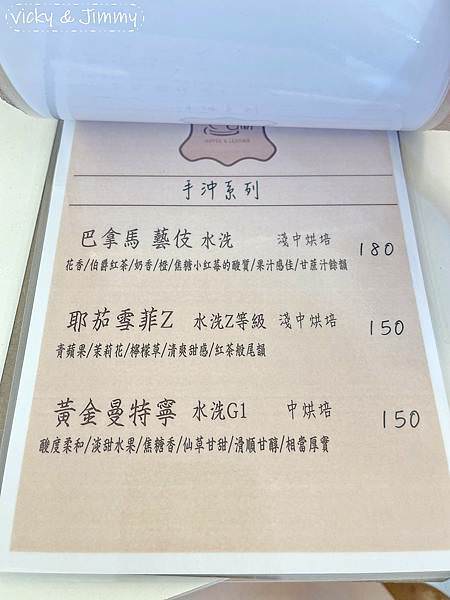 Vicky & Jimmy
COFFEE & LEATHER
手沖系列
巴拿馬 藝伎 水洗 淺中烘培 180
花香/伯爵紅茶/奶香/橙/焦糖小紅莓的酸質/果汁感佳/甘蔗汁餘韻
耶茄雪菲Z 水洗Z等級 淺中烘培 150
青蘋果/茉莉花/檸檬草/清爽甜感/紅茶般尾韻
黃金曼特寧 水洗G1 中烘培 150
酸度柔和/淡甜水果/焦糖香/仙草甘甜/滑順甘醇/相當厚實